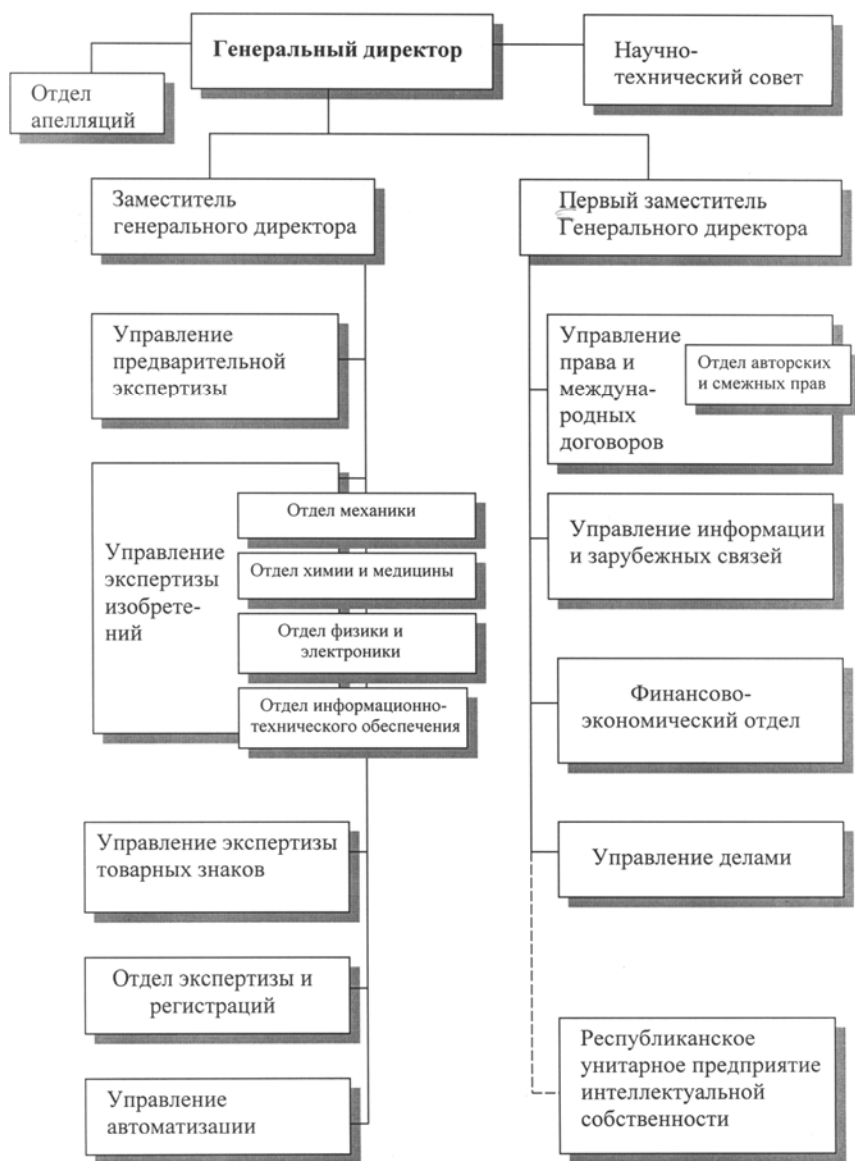 Генеральный директор
Научно-
технический совет
Отдел
апелляций
Заместитель
генерального директора
Первый заместитель
Генерального директора
Управление
предварительной
экспертизы
Управление
права и
междуна-
родных
договоров
Отдел авторских
и смежных прав
Управление
экспертизы
изобрете-
ний
Отдел механики
Отдел химии и медицины
Отдел физики и
электроники
Отдел информационно-
технического обеспечения
Управление информации
и зарубежных связей
Финансово-
экономический отдел
Управление экспертизы
товарных знаков
Управление делами
Отдел экспертизы и
регистраций
Республиканское
унитарное предприятие
интеллектуальной
собственности
Управление
автоматизации